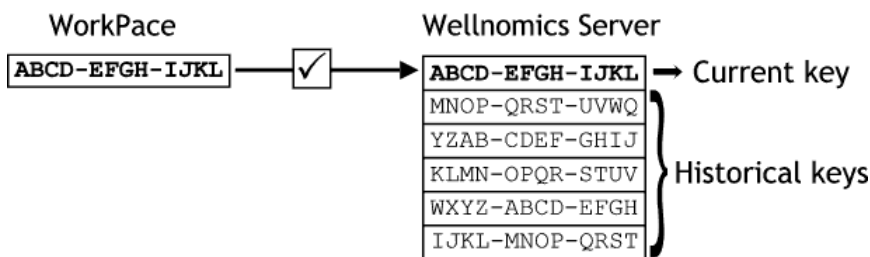 WorkPace
Wellnomics Server
ABCD-EFGH-IJKL
ABCD-EFGH-IJKL
Current key
MNOP-QRST-UVWQ
YZAB-CDEF-GHIJ
KLMN-OPQR-STUV
Historical keys
WXYZ-ABCD-EFGH
IJKL-MNOP-QRST